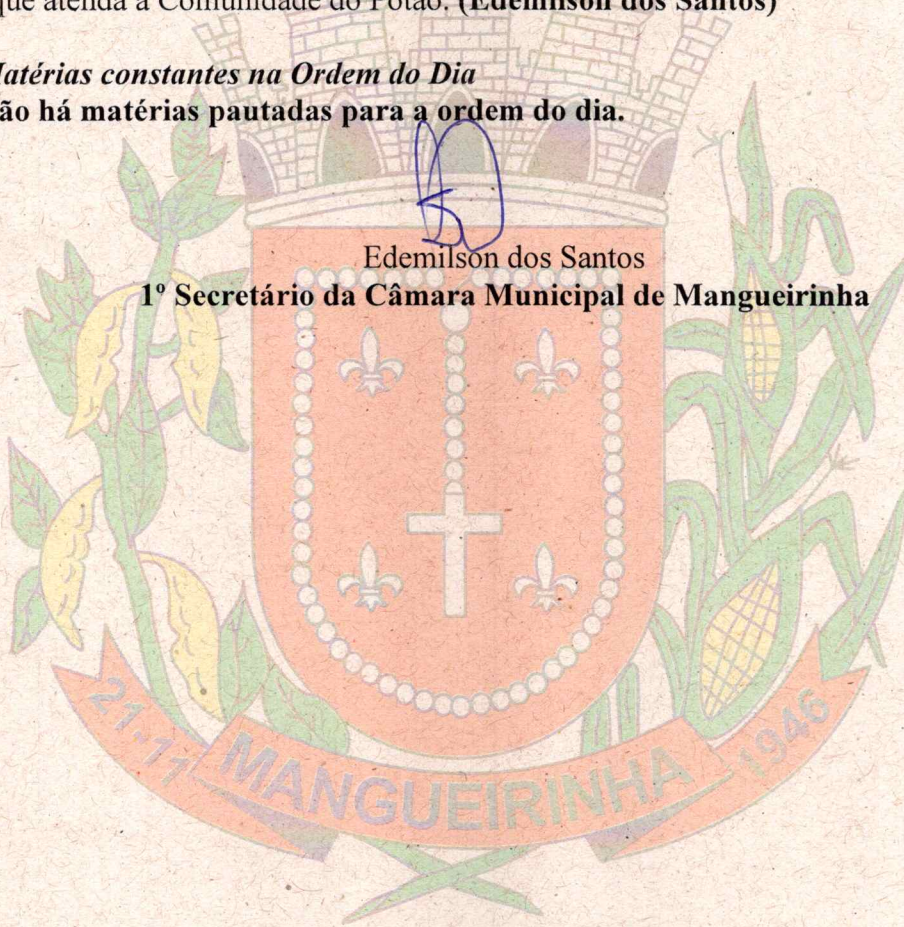 que atenda a Comunidade do Potão. (Edemilson dos Santos)
Matérias constantes na Ordem do Dia
ão há matérias pautadas para a ordem do dia.
Edemilson dos Santos
1º Secretário da Câmara Municipal de Mangueirinha
21-11 MANGUEIRINHA 1946